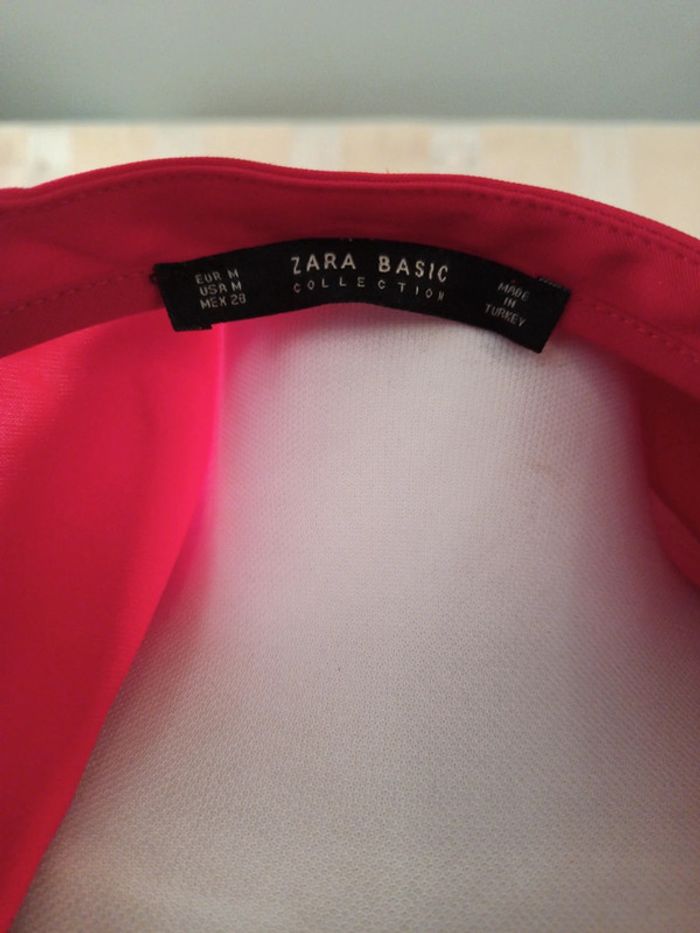 EUR M
USA M
MEX 28
ZARA BASIC
COLLECTION
MADE
IN
TURKEY